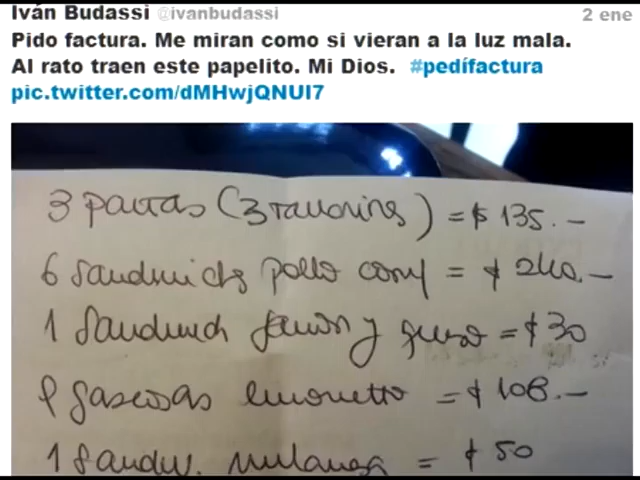 Iván Budassi @ivanbudassi 2 ene
Pido factura. Me miran como si vieran a la luz mala.
Al rato traen este papelito. Mi Dios. #pedífactura
pic.twitter.com/dMHwjQNUI7
3 pastas (3 tallarines) = $ 135.-
6 Sandwichs pollo = $ 240.-
1 Sandwich jamon y queso = $ 30
gaseosas = $ 108.-
1 Sandw. milanesa = $ 50